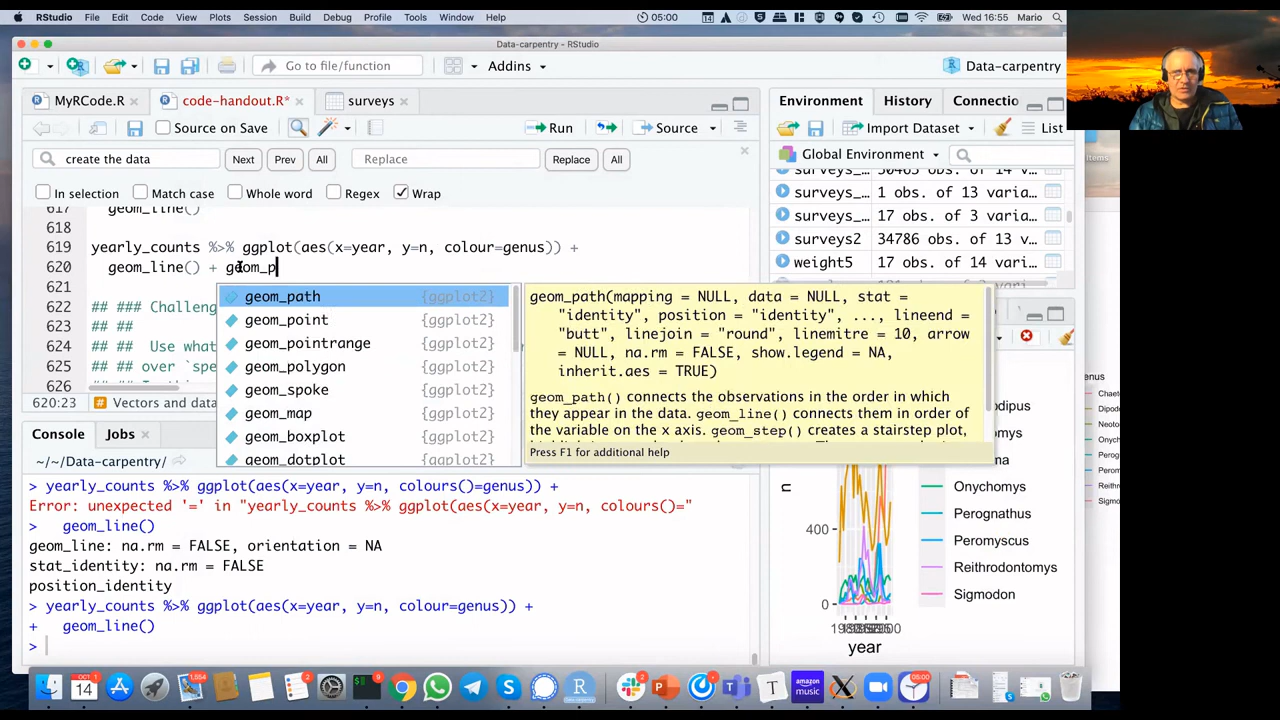 RStudio File Edit Code View Plots Session Build Debug Profile Tools Window Help 05:00 14 Wed 16:55 Mario
Data-carpentry - RStudio
Go to file/function Addins Data-carpentry
MyRCode.R code-handout.R* surveys
Source on Save Run Source
create the data Next Prev All Replace Replace All
In selection Match case Whole word Regex Wrap
617 geom_line()
618
619 yearly_counts %>% ggplot(aes(x=year, y=n, colour=genus)) +
620 geom_line() + geom_p
621
622 ## ### Challeng
623 ##
624 ## Use what
625 ## over `spe
626
geom_path {ggplot2}
geom_point {ggplot2}
geom_pointrange {ggplot2}
geom_polygon {ggplot2}
geom_spoke {ggplot2}
geom_map {ggplot2}
geom_boxplot {ggplot2}
geom_dotplot {ggplot2}
geom_path(mapping = NULL, data = NULL, stat =
"identity", position = "identity", ..., lineend =
"butt", linejoin = "round", linemitre = 10, arrow
= NULL, na.rm = FALSE, show.legend = NA,
inherit.aes = TRUE)
geom_path() connects the observations in the order in which
they appear in the data. geom_line() connects them in order of
the variable on the x axis. geom_step() creates a stairstep plot,
Press F1 for additional help
620:23 Vectors and data
Console Jobs
~/~/Data-carpentry/
> yearly_counts %>% ggplot(aes(x=year, y=n, colours()=genus)) +
Error: unexpected '=' in "yearly_counts %>% ggplot(aes(x=year, y=n, colours()="
> geom_line()
geom_line: na.rm = FALSE, orientation = NA
stat_identity: na.rm = FALSE
position_identity
> yearly_counts %>% ggplot(aes(x=year, y=n, colour=genus)) +
+ geom_line()
>
Environment History Connectio
Import Dataset List
Global Environment
surveys_… 30463 obs. of 14 v…
surveys_… 1 obs. of 13 varia…
surveys_… 17 obs. of 3 varia…
surveys2 34786 obs. of 13 v…
weight5 17 obs. of 14 varia…
Onychomys
Perognathus
Peromyscus
Reithrodontomys
Sigmodon
n
400
0
year